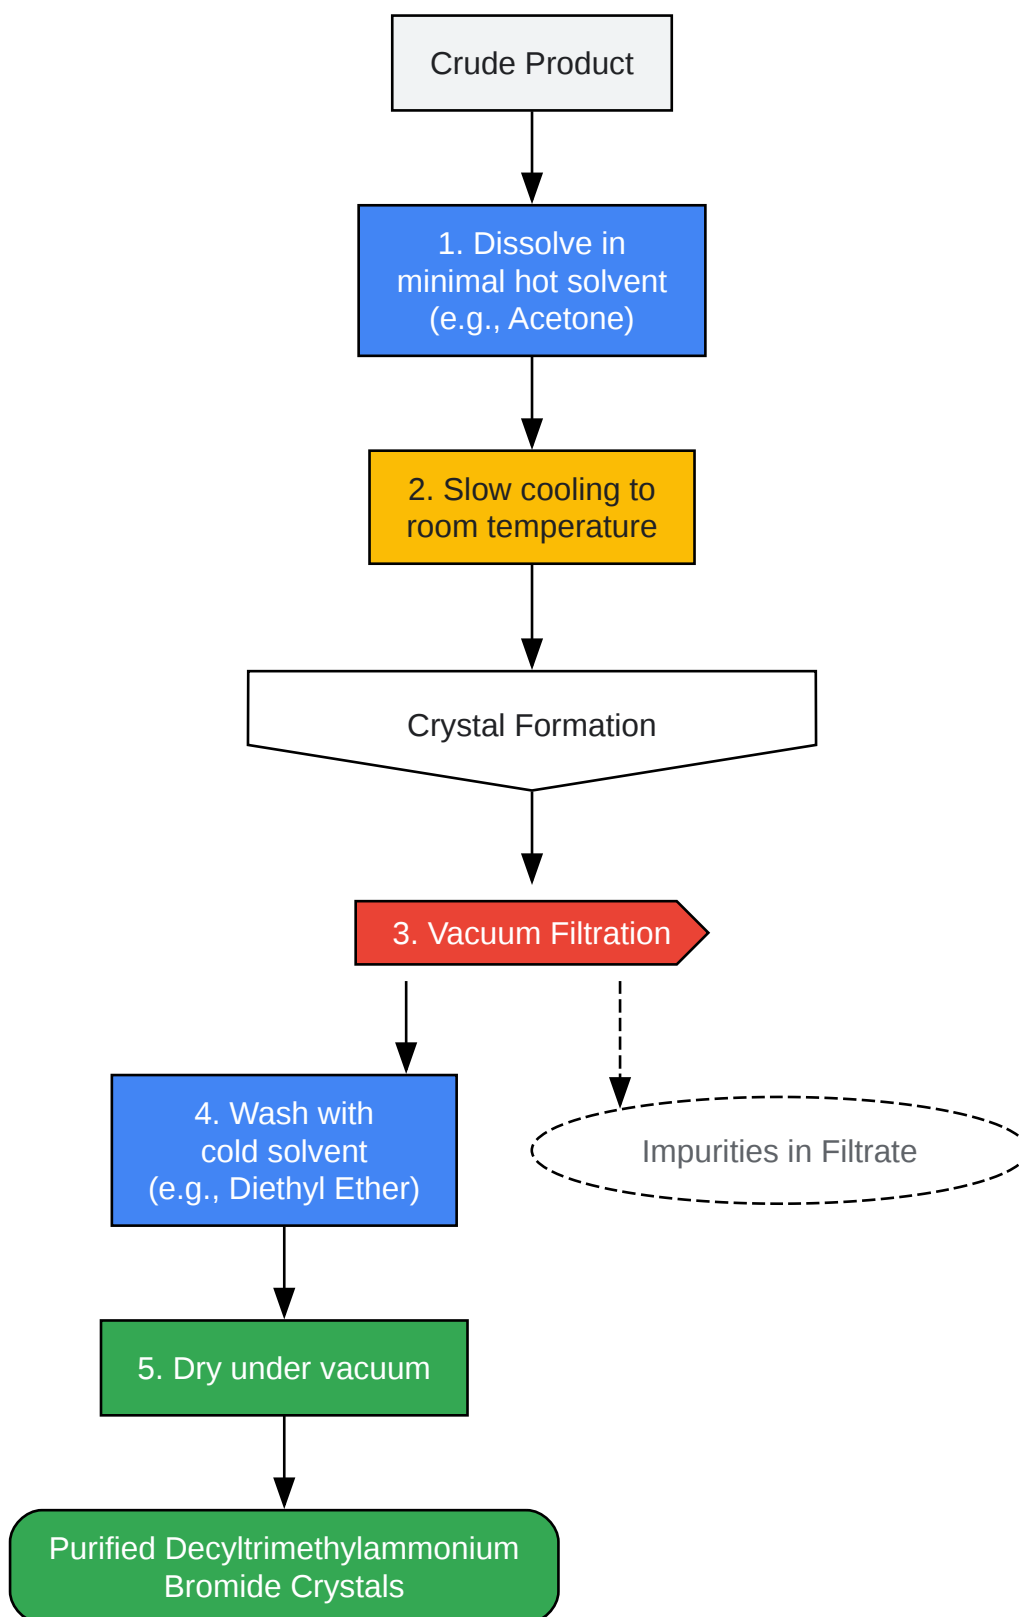 Crude Product
1. Dissolve in
minimal hot solvent
(e.g., Acetone)
2. Slow cooling to
room temperature
Crystal Formation
3. Vacuum Filtration
4. Wash with
cold solvent
(e.g., Diethyl Ether)
Impurities in Filtrate
5. Dry under vacuum
Purified Decyltrimethylammonium
Bromide Crystals